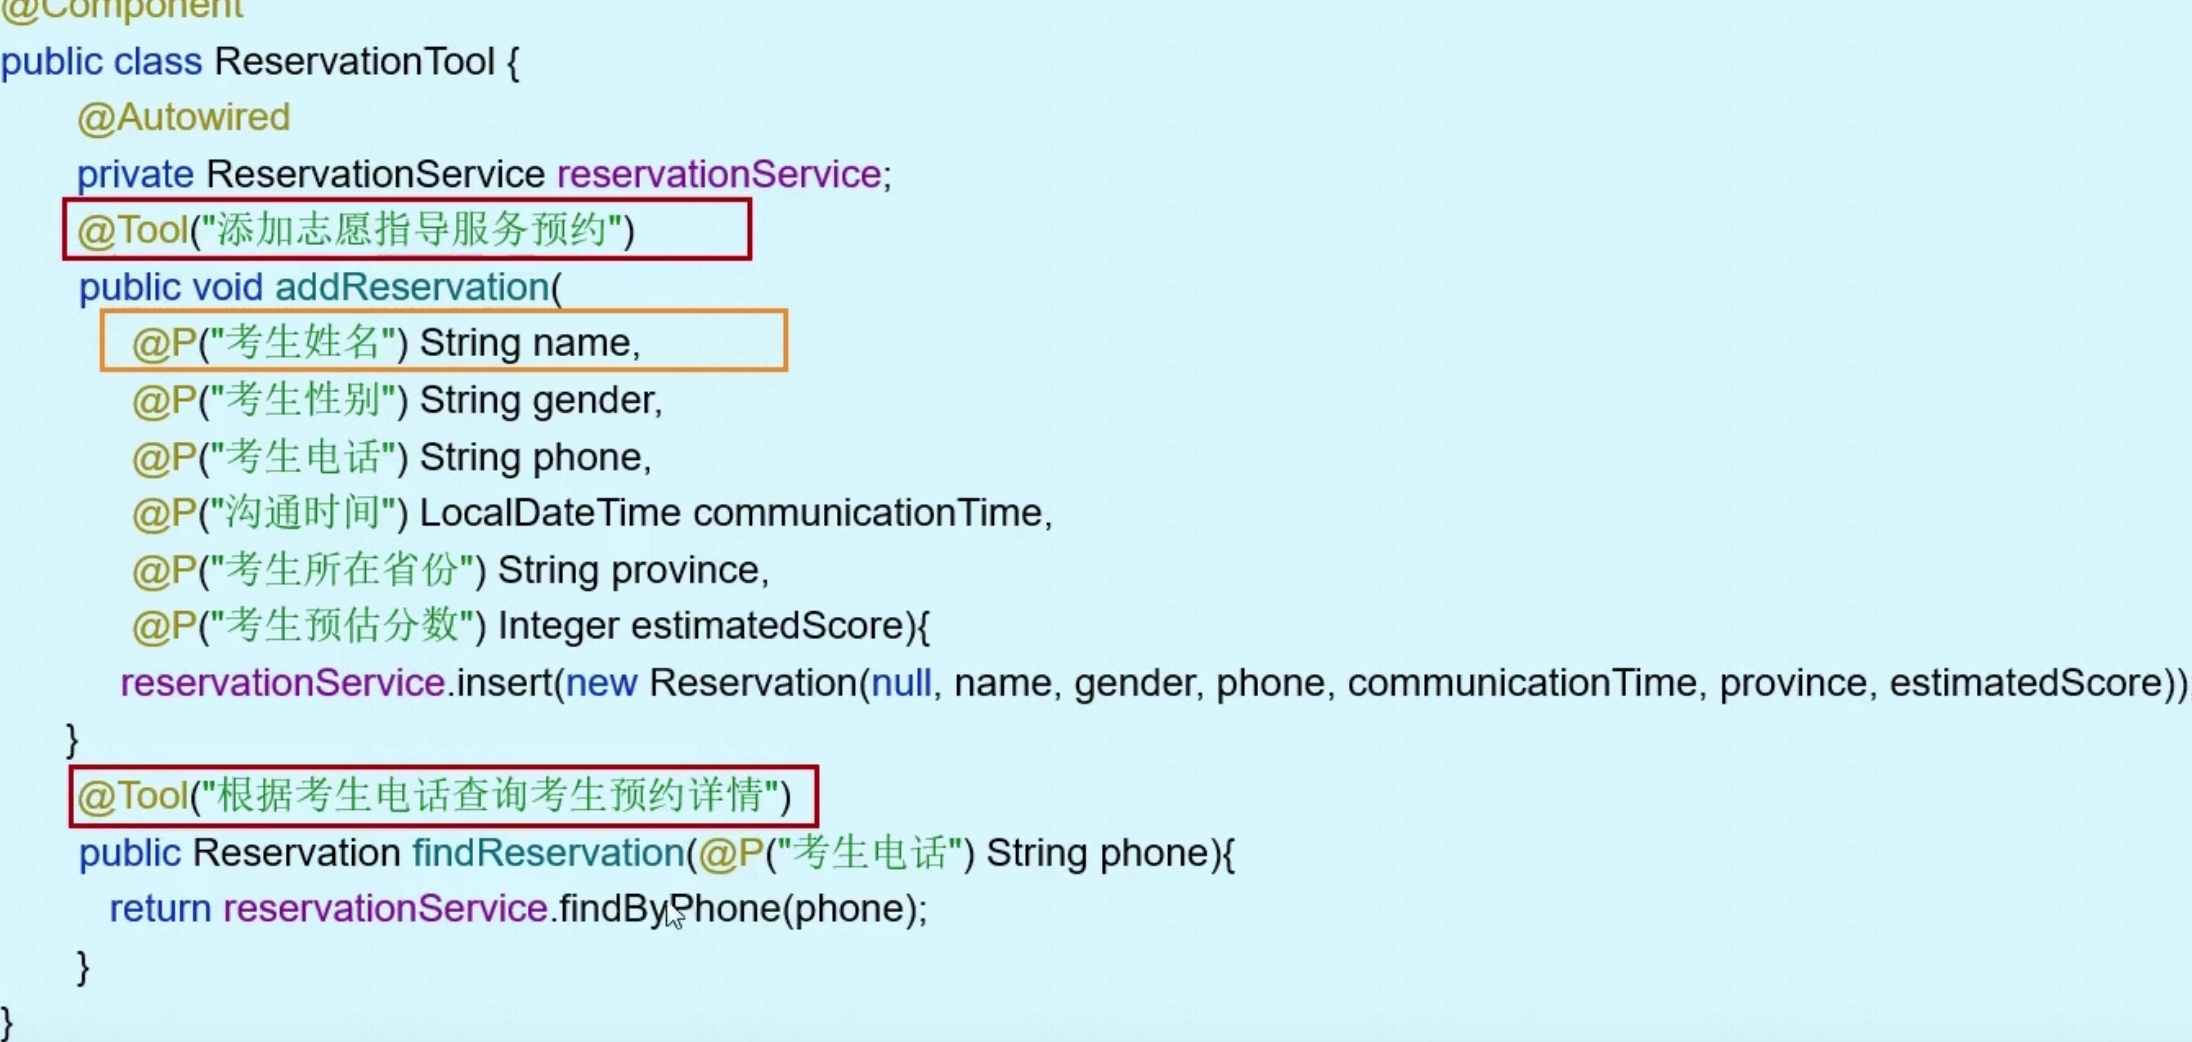 @Component
public class ReservationTool {
@Autowired
private ReservationService reservationService;
@Tool("添加志愿指导服务预约")
public void addReservation(
@P("考生姓名") String name,
@P("考生性别") String gender,
@P("考生电话") String phone,
@P("沟通时间") LocalDateTime communicationTime,
@P("考生所在省份") String province,
@P("考生预估分数") Integer estimatedScore){
reservationService.insert(new Reservation(null, name, gender, phone, communicationTime, province, estimatedScore))
}
@Tool("根据考生电话查询考生预约详情")
public Reservation findReservation(@P("考生电话") String phone){
return reservationService.findByPhone(phone);
}
}